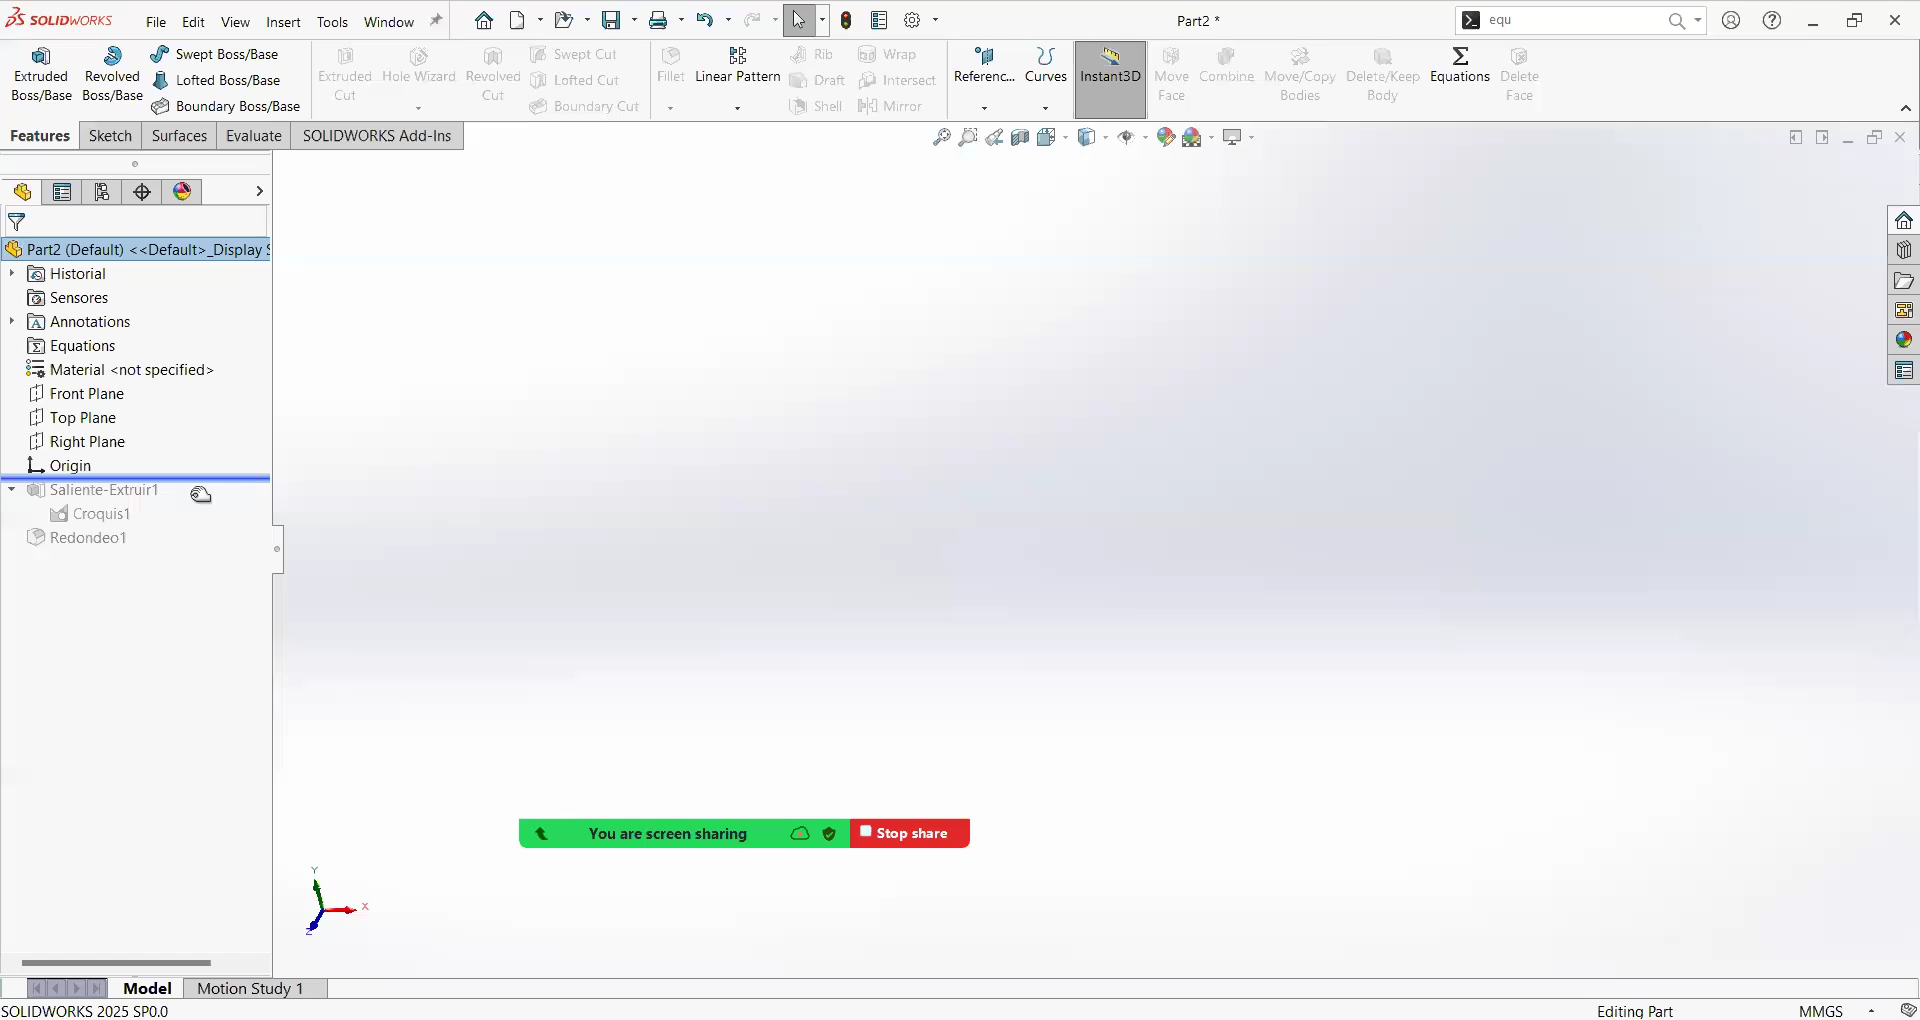 SOLIDWORKS File Edit View Insert Tools Window Part2 * equ
Extruded Boss/Base
Revolved Boss/Base
Swept Boss/Base
Lofted Boss/Base
Boundary Boss/Base
Extruded Cut
Hole Wizard
Revolved Cut
Swept Cut
Lofted Cut
Boundary Cut
Fillet
Linear Pattern
Rib
Draft
Shell
Wrap
Intersect
Mirror
Referenc...
Curves
Instant3D
Move Face
Combine
Move/Copy Bodies
Delete/Keep Body
Equations
Delete Face
Features Sketch Surfaces Evaluate SOLIDWORKS Add-Ins
Part2 (Default) <<Default>_Display S
Historial
Sensores
Annotations
Equations
Material <not specified>
Front Plane
Top Plane
Right Plane
Origin
Saliente-Extruir1
Croquis1
Redondeo1
You are screen sharing Stop share
Y
X
Z
Model Motion Study 1
SOLIDWORKS 2025 SP0.0 Editing Part MMGS